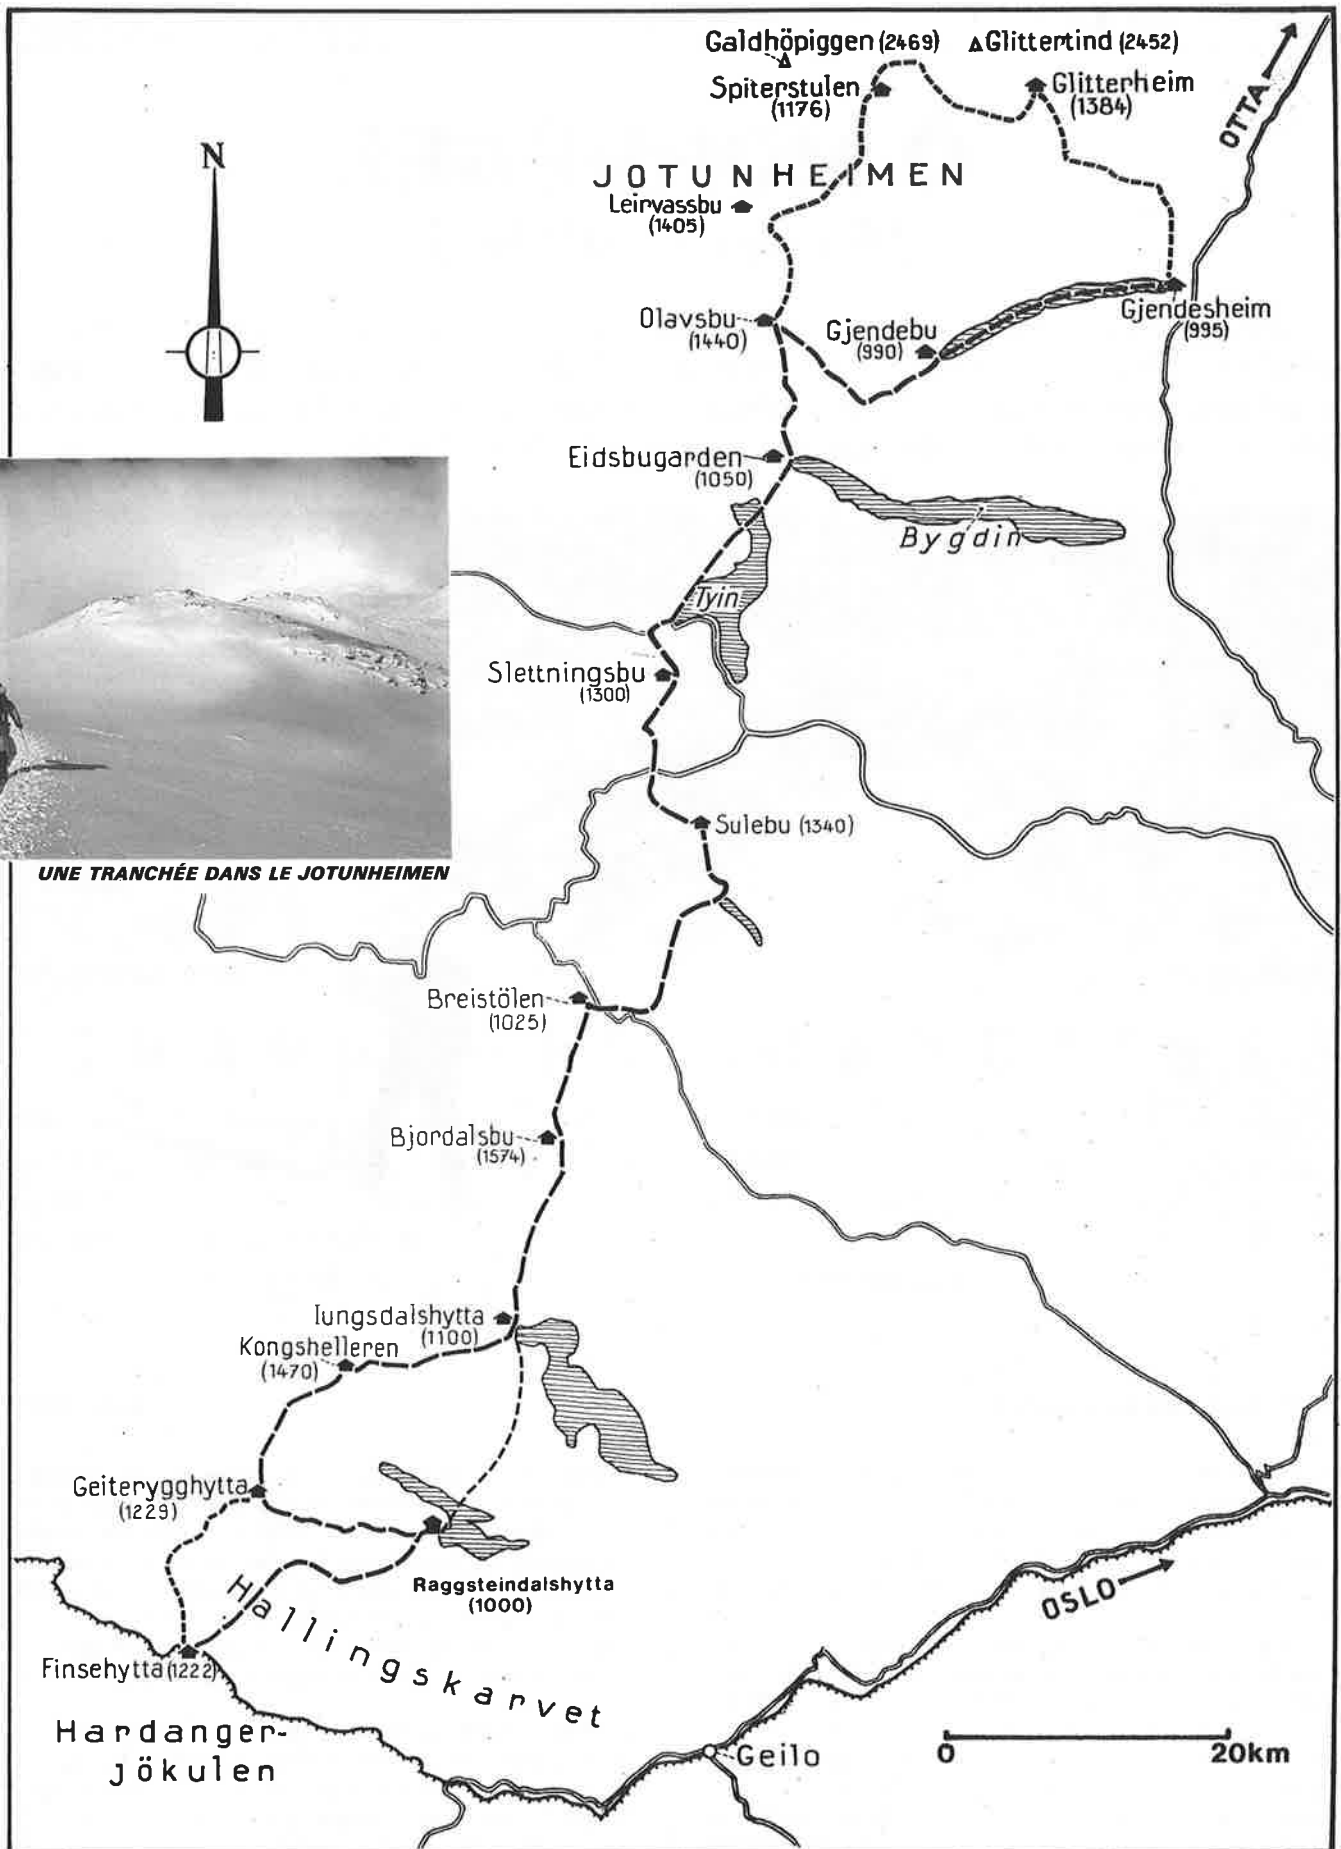 Galdhöpiggen (2469)
Glittertind (2452)
Spiterstulen
(1176)
Glitterheim
(1384)
OTTA
N
JOTUNHEIMEN
Leirvassbu
(1405)
Olavsbu
(1440)
Gjendebu
(990)
Gjendesheim
(995)
Eidsbugarden
(1050)
Bygdin
Tyin
Slettningsbu
(1300)
Sulebu (1340)
UNE TRANCHÉE DANS LE JOTUNHEIMEN
Breistölen
(1025)
Bjordalsbu
(1574)
Iungsdalshytta
(1100)
Kongshelleren
(1470)
Geiterygghytta
(1229)
Raggsteindalshytta
(1000)
Hallingskarvet
OSLO
Finsehytta (1222)
Hardanger-
jökulen
Geilo
0 20km